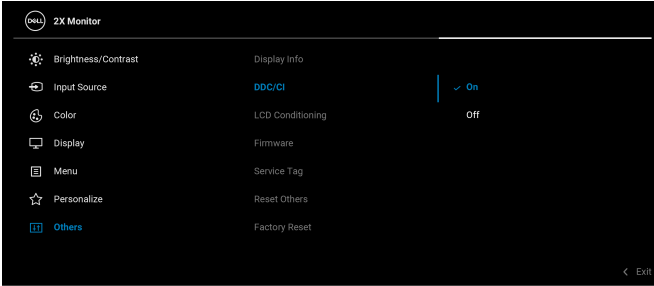 DELL 2X Monitor
Brightness/Contrast Display Info
Input Source DDC/CI On
Color LCD Conditioning Off
Display Firmware
Menu Service Tag
Personalize Reset Others
Others Factory Reset
Exit